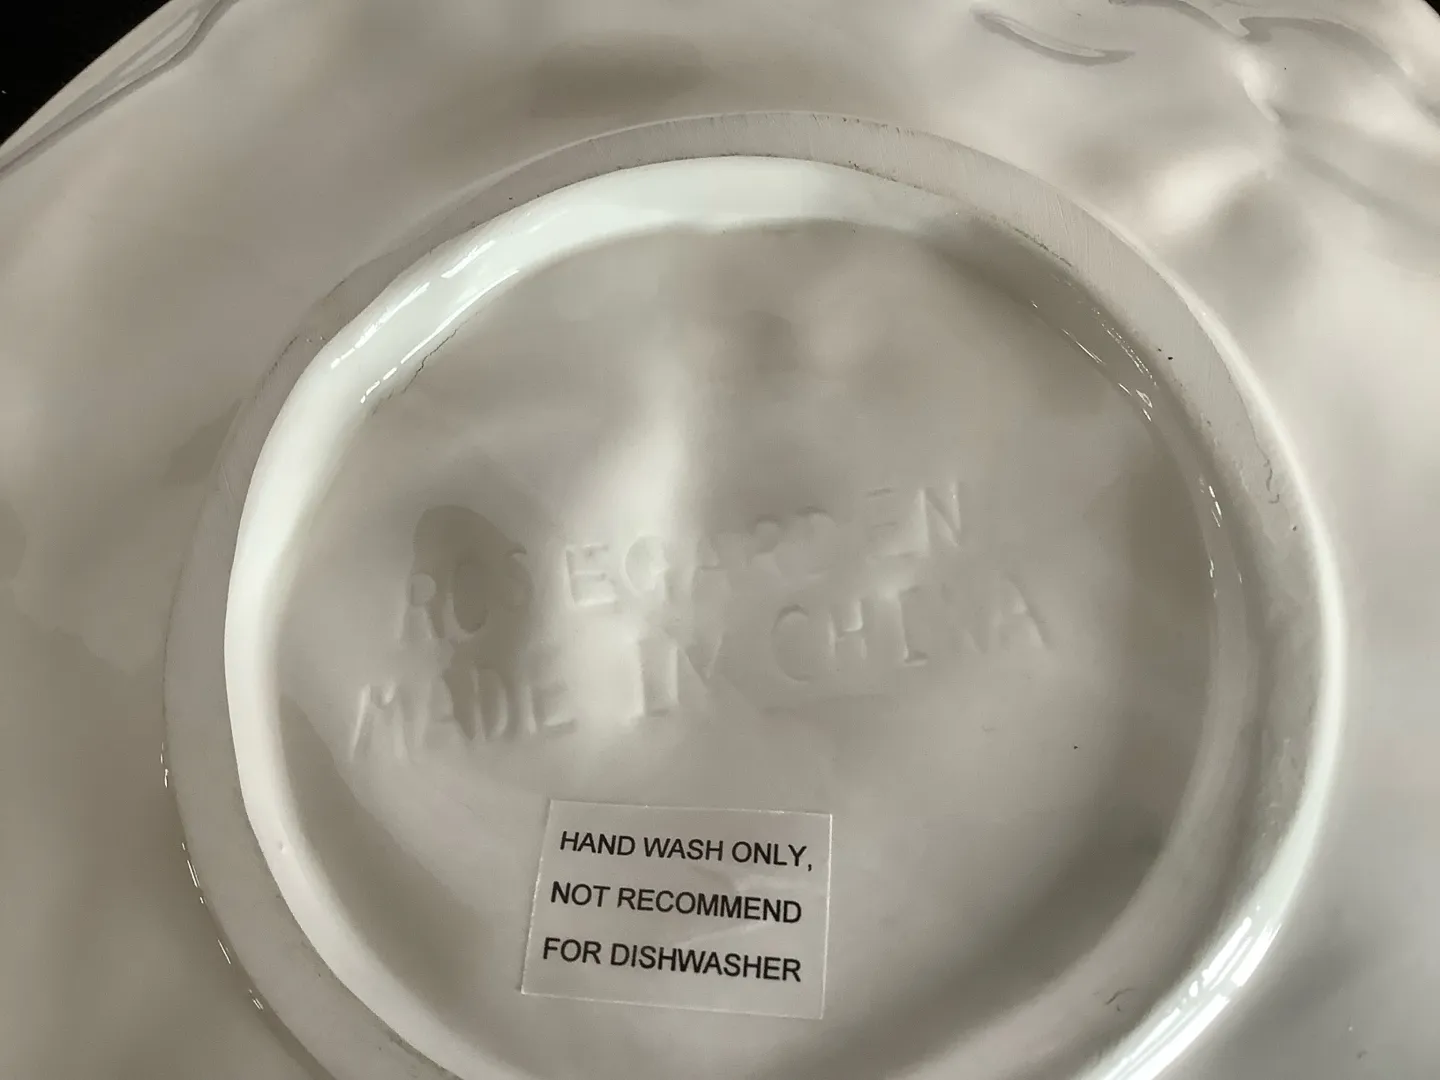 ROSEGARDEN
MADE IN CHINA
HAND WASH ONLY,
NOT RECOMMEND
FOR DISHWASHER